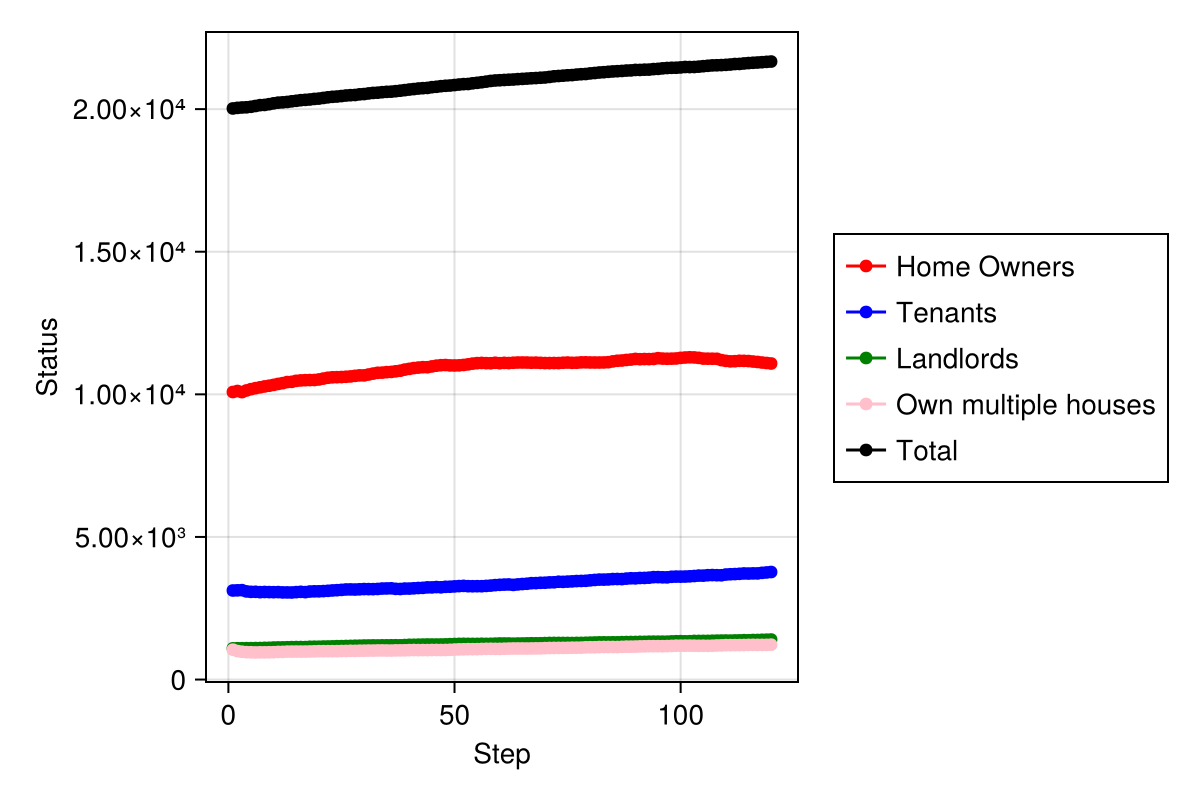 2.00×10⁴
1.50×10⁴
1.00×10⁴
5.00×10³
0
Status
0 50 100
Step
Home Owners
Tenants
Landlords
Own multiple houses
Total